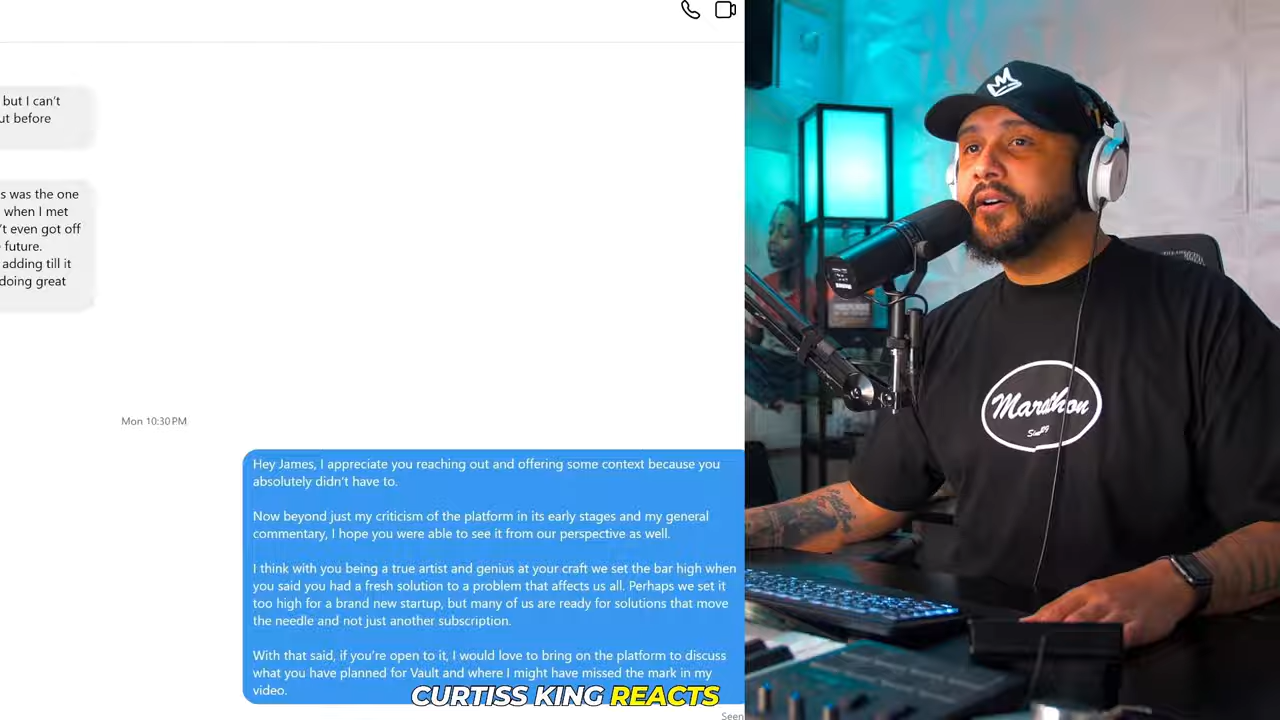 but I can't
ut before
s was the one
when I met
't even got off
future.
adding till it
doing great
Mon 10:30 PM
Hey James, I appreciate you reaching out and offering some context because you
absolutely didn't have to.
Now beyond just my criticism of the platform in its early stages and my general
commentary, I hope you were able to see it from our perspective as well.
I think with you being a true artist and genius at your craft we set the bar high when
you said you had a fresh solution to a problem that affects us all. Perhaps we set it
too high for a brand new startup, but many of us are ready for solutions that move
the needle and not just another subscription.
With that said, if you're open to it, I would love to bring on the platform to discuss
what you have planned for Vault and where I might have missed the mark in my
video.
Seen
CURTISS KING REACTS
Marathon